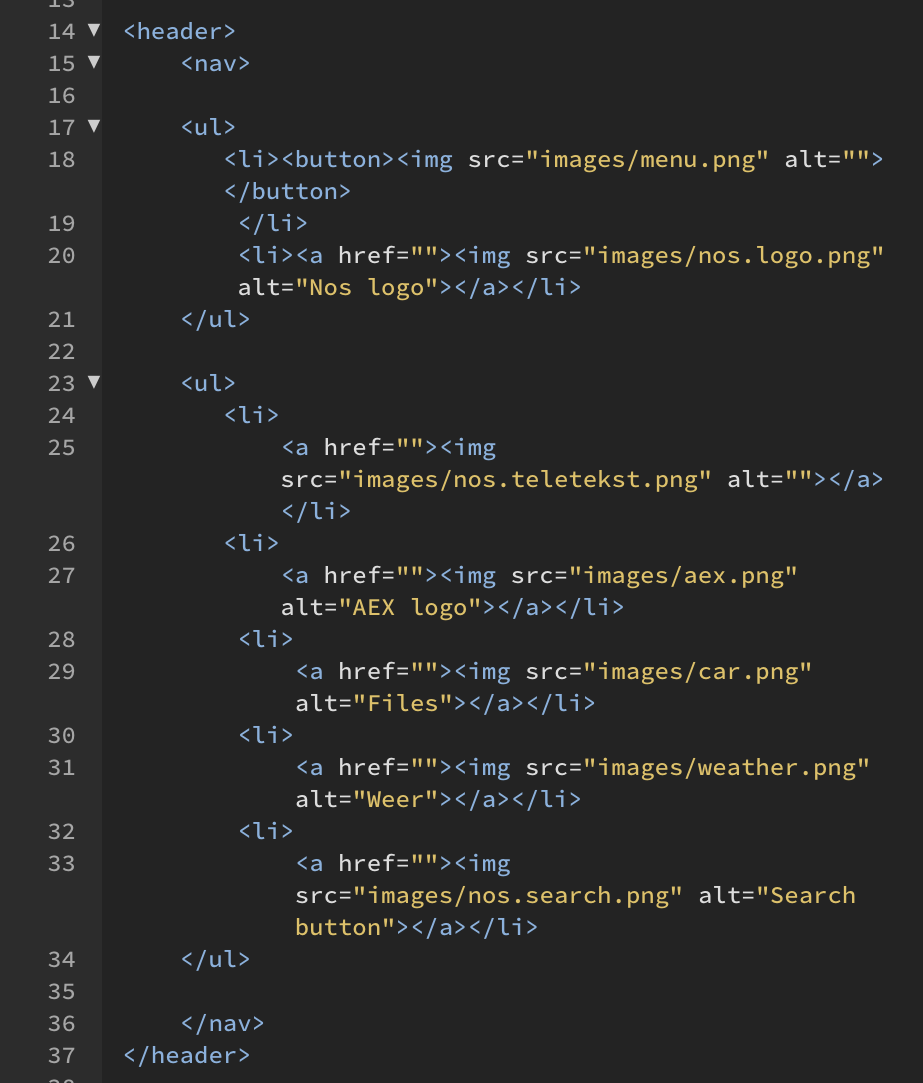 14 ▼ <header>
15 ▼ <nav>
16
17 ▼ <ul>
18 <li><button><img src="images/menu.png" alt="">
</button>
19 </li>
20 <li><a href=""><img src="images/nos.logo.png"
alt="Nos logo"></a></li>
21 </ul>
22
23 ▼ <ul>
24 <li>
25 <a href=""><img
src="images/nos.teletekst.png" alt=""></a>
</li>
26 <li>
27 <a href=""><img src="images/aex.png"
alt="AEX logo"></a></li>
28 <li>
29 <a href=""><img src="images/car.png"
alt="Files"></a></li>
30 <li>
31 <a href=""><img src="images/weather.png"
alt="Weer"></a></li>
32 <li>
33 <a href=""><img
src="images/nos.search.png" alt="Search
button"></a></li>
34 </ul>
35
36 </nav>
37 </header>